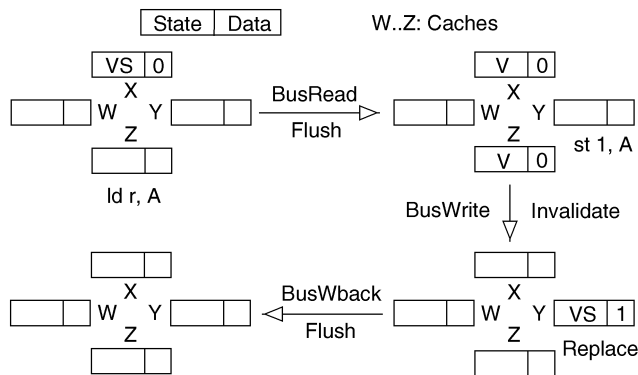 State Data W..Z: Caches
VS 0 V 0
X X
W Y BusRead W Y
Z Flush Z
V 0 st 1, A
ld r, A
BusWrite Invalidate
X BusWback X
W Y W Y VS 1
Z Flush Z
Replace